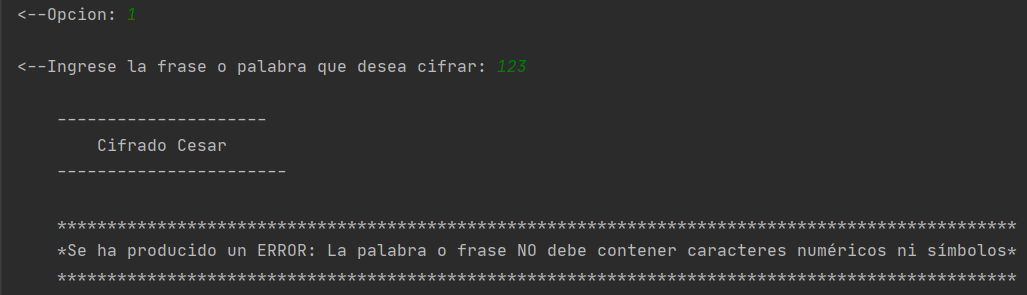 <--Opcion: 1
<--Ingrese la frase o palabra que desea cifrar: 123
---------------------
Cifrado Cesar
-----------------------
************************************************************************************************
*Se ha producido un ERROR: La palabra o frase NO debe contener caracteres numéricos ni símbolos*
************************************************************************************************